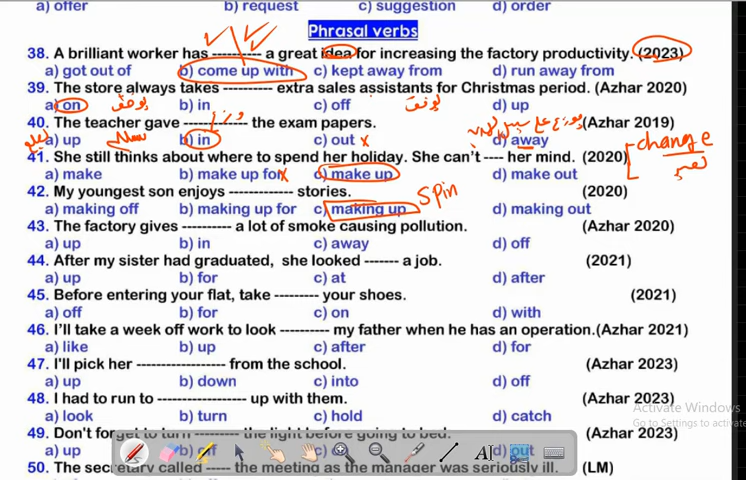 a) offer b) request c) suggestion d) order
Phrasal verbs
38. A brilliant worker has ---------- a great idea for increasing the factory productivity. (2023)
a) got out of b) come up with c) kept away from d) run away from
39. The store always takes ---------- extra sales assistants for Christmas period. (Azhar 2020)
a) on b) in c) off d) up
40. The teacher gave ------------- the exam papers. (Azhar 2019)
a) up b) in c) out x d) away
41. She still thinks about where to spend her holiday. She can't ---- her mind. (2020) change
a) make b) make up for x c) make up d) make out
42. My youngest son enjoys ------------- stories. (2020)
a) making off b) making up for c) making up d) making out
Spin
43. The factory gives ---------- a lot of smoke causing pollution. (Azhar 2020)
a) up b) in c) away d) off
44. After my sister had graduated, she looked ------- a job. (2021)
a) up b) for c) at d) after
45. Before entering your flat, take --------- your shoes. (2021)
a) off b) for c) on d) with
46. I'll take a week off work to look ---------- my father when he has an operation.(Azhar 2021)
a) like b) up c) after d) for
47. I'll pick her ------------------ from the school. (Azhar 2023)
a) up b) down c) into d) off
48. I had to run to ------------------ up with them. (Azhar 2023)
a) look b) turn c) hold d) catch
Activate Windows
Go to Settings to activate
49. Don't forget to turn --------- the light before going to bed. (Azhar 2023)
a) up b) off c) d) out
50. The secretary called ----- the meeting as the manager was seriously ill. (LM)